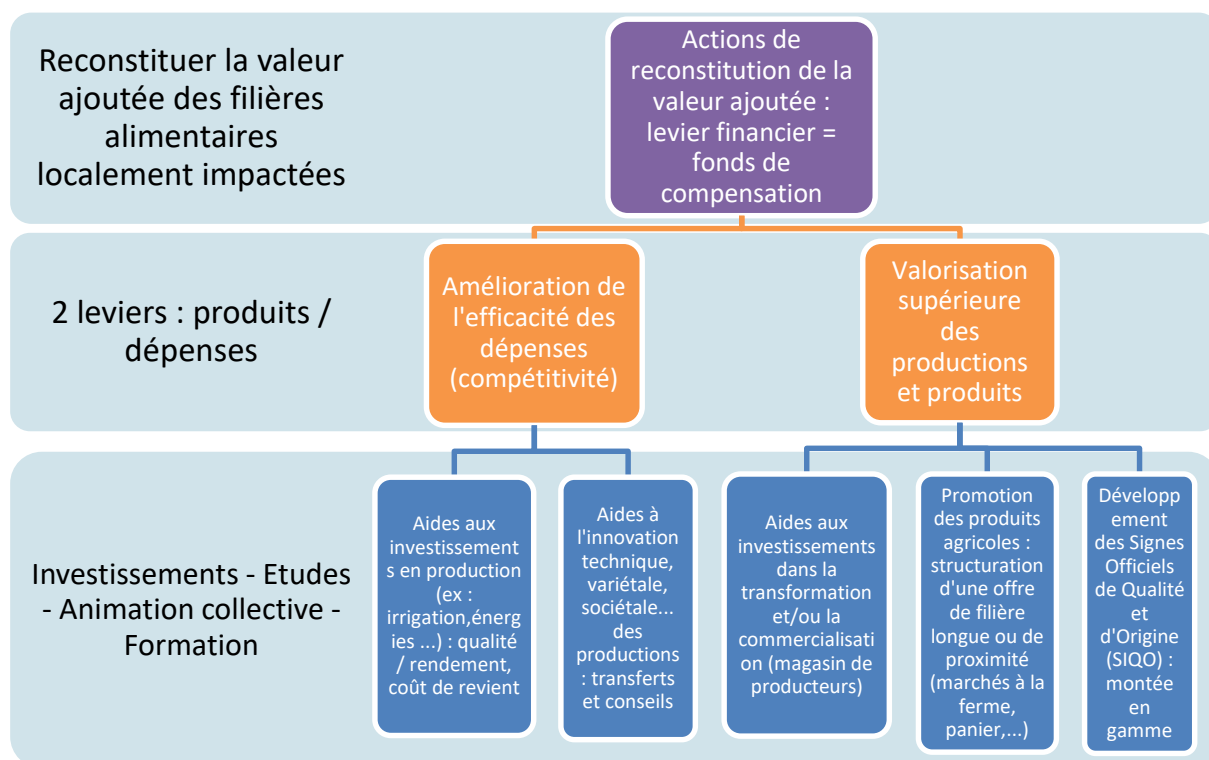 Reconstituer la valeur
ajoutée des filières
alimentaires
localement impactées
Actions de
reconstitution de la
valeur ajoutée :
levier financier =
fonds de
compensation
2 leviers : produits /
dépenses
Amélioration de
l'efficacité des
dépenses
(compétitivité)
Valorisation
supérieure
des
productions
et produits
Investissements - Etudes
- Animation collective -
Formation
Aides aux
investissement
s en production
(ex :
irrigation,énerg
ies ...) : qualité
/ rendement,
coût de revient
Aides à
l'innovation
technique,
variétale,
sociétale...
des
productions
: transferts
et conseils
Aides aux
investissements
dans la
transformation
et/ou la
commercialisati
on (magasin de
producteurs)
Promotion
des produits
agricoles :
structuration
d'une offre
de filière
longue ou de
proximité
(marchés à la
ferme,
panier,...)
Développ
ement
des Signes
Officiels
de Qualité
et
d'Origine
(SIQO) :
montée
en
gamme